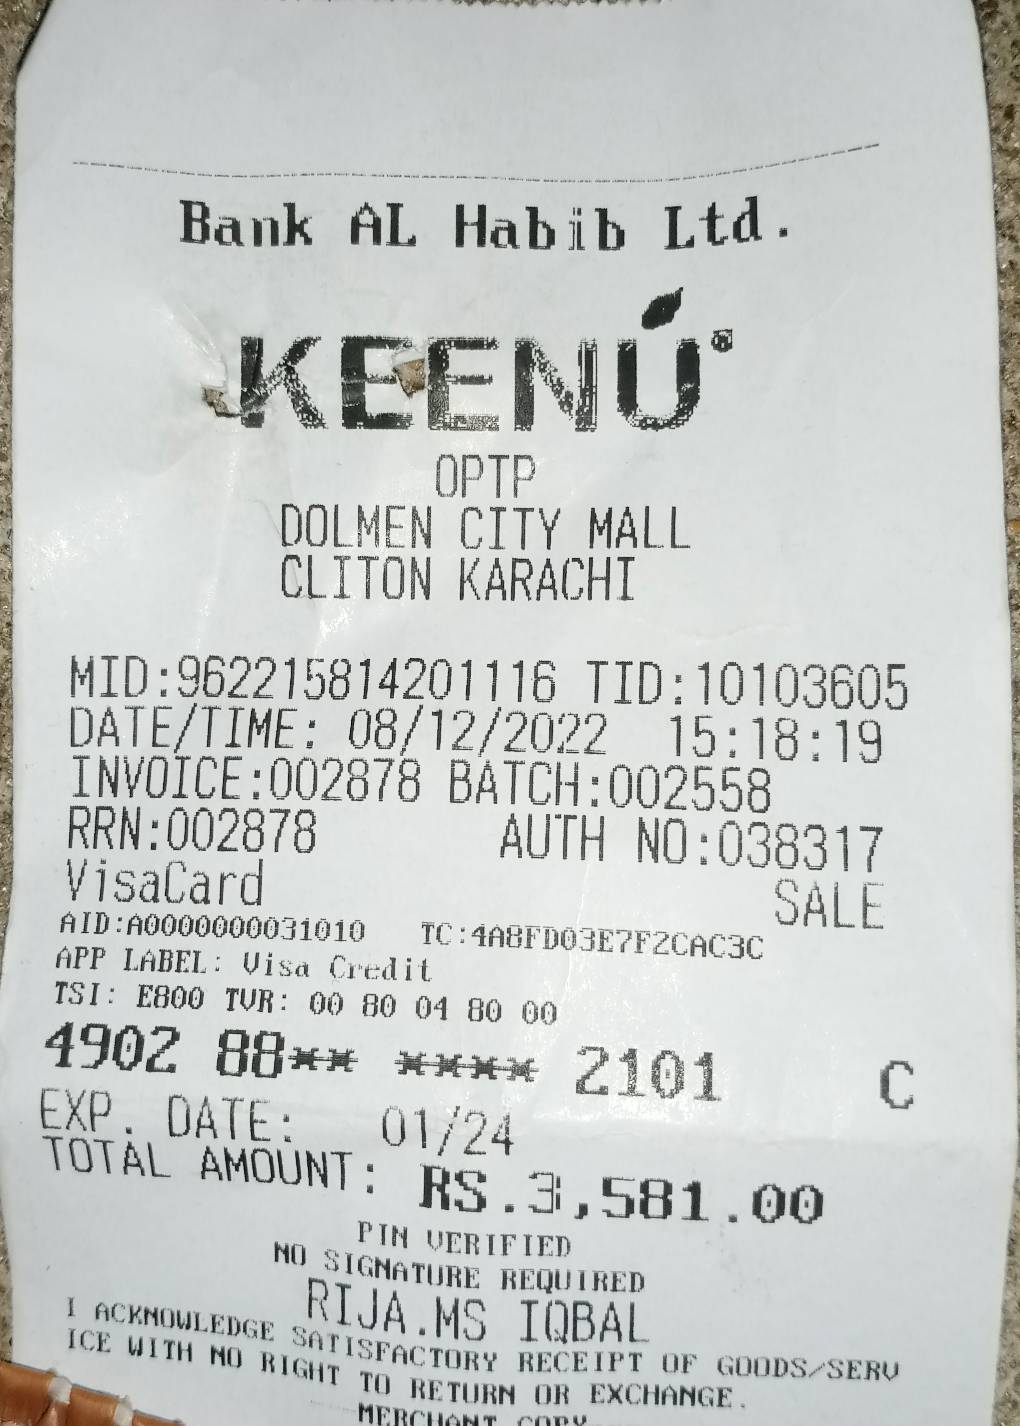 Bank AL Habib Ltd.
KEENÚ®
OPTP
DOLMEN CITY MALL
CLITON KARACHI
MID:962215814201116 TID:10103605
DATE/TIME: 08/12/2022 15:18:19
INVOICE:002878 BATCH:002558
RRN:002878 AUTH NO:038317
VisaCard SALE
AID:A0000000031010 TC:4A8FD03E7F2CAC3C
APP LABEL: Visa Credit
TSI: E800 TVR: 00 80 04 80 00
4902 88** **** 2101 C
EXP. DATE: 01/24
TOTAL AMOUNT: RS.3,581.00
PIN VERIFIED
NO SIGNATURE REQUIRED
RIJA.MS IQBAL
I ACKNOWLEDGE SATISFACTORY RECEIPT OF GOODS/SERV
ICE WITH NO RIGHT TO RETURN OR EXCHANGE.
MERCHANT COPY